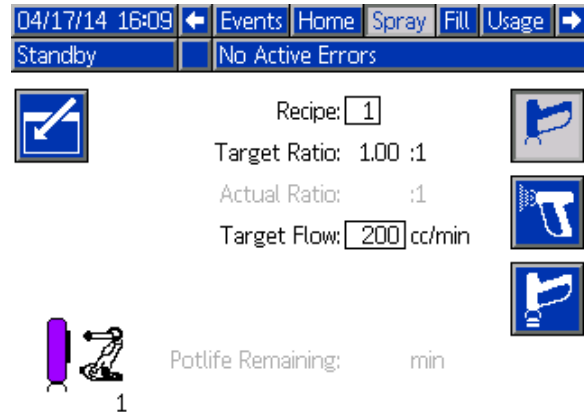 04/17/14 16:09 Events Home Spray Fill Usage
Standby No Active Errors
Recipe: 1
Target Ratio: 1.00 :1
Actual Ratio: :1
Target Flow: 200 cc/min
Potlife Remaining: min
1